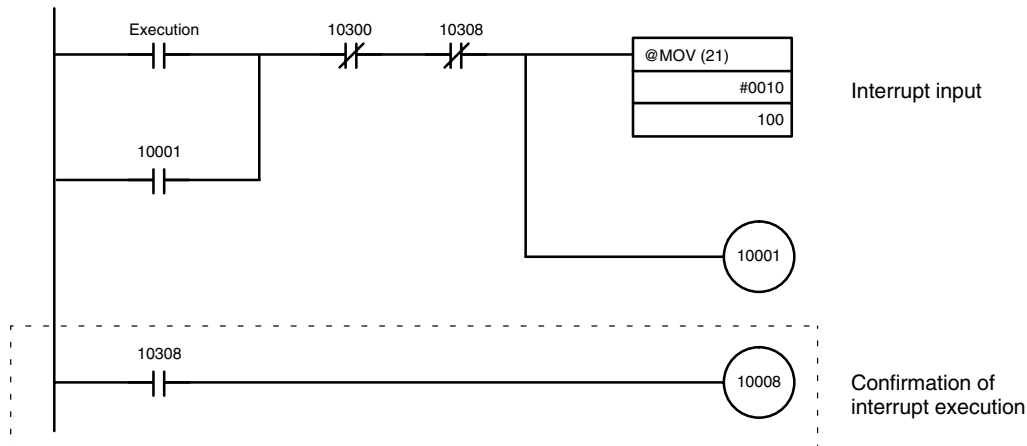 Execution
10300
10308
@MOV (21)
#0010
100
Interrupt input
10001
10001
10308
10008
Confirmation of
interrupt execution